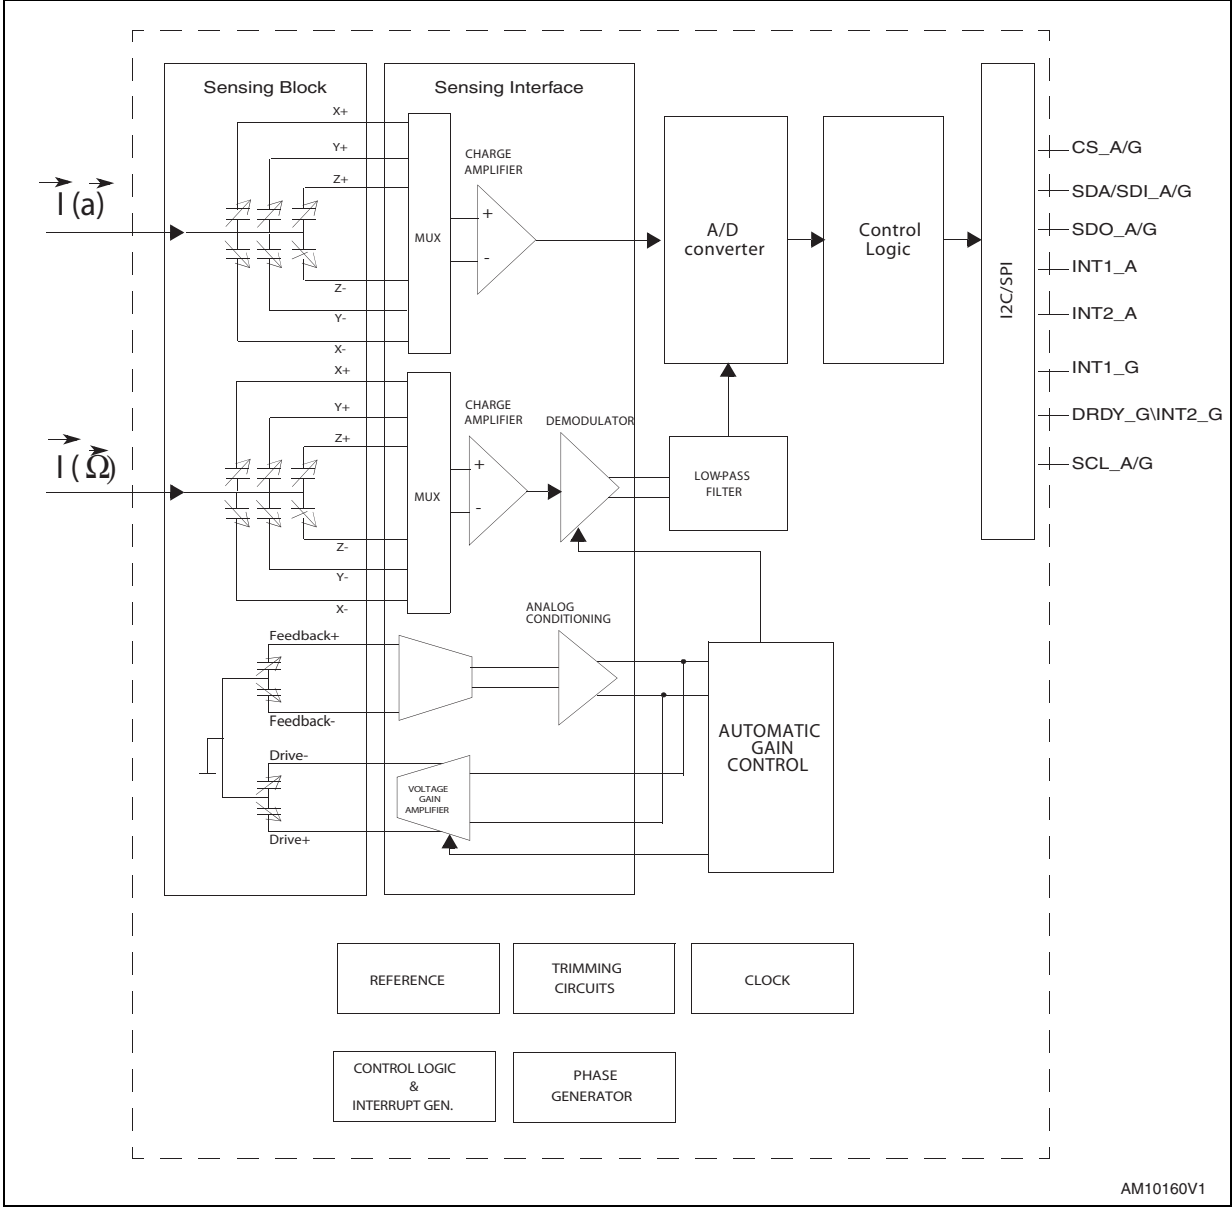 Sensing Block
Sensing Interface
X+
Y+
Z+
I (a)
MUX
CHARGE
AMPLIFIER
+
-
Z-
Y-
X-
A/D
converter
Control
Logic
I2C/SPI
CS_A/G
SDA/SDI_A/G
SDO_A/G
INT1_A
INT2_A
INT1_G
DRDY_G\INT2_G
SCL_A/G
X+
Y+
Z+
I (Ω)
MUX
CHARGE
AMPLIFIER
+
-
DEMODULATOR
LOW-PASS
FILTER
Z-
Y-
X-
Feedback+
Feedback-
ANALOG
CONDITIONING
Drive-
Drive+
VOLTAGE
GAIN
AMPLIFIER
AUTOMATIC
GAIN
CONTROL
REFERENCE
TRIMMING
CIRCUITS
CLOCK
CONTROL LOGIC
&
INTERRUPT GEN.
PHASE
GENERATOR
AM10160V1